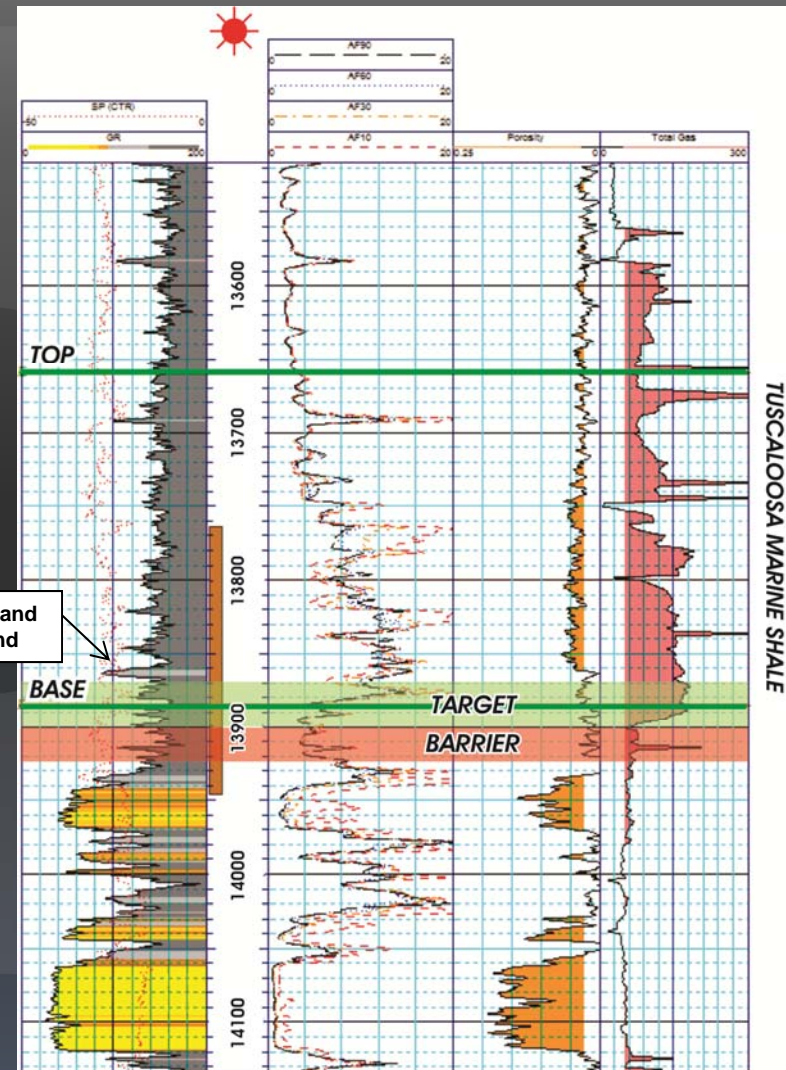 AF90
0 20
AF60
0 20
AF30
0 20
AF10
0 20
SP (CTR)
-50 0
GR
0 200
Porosity
0.25 0
Total Gas
0 300
13600
TOP
13700
TUSCALOOSA MARINE SHALE
13800
and
nd
BASE
TARGET
13900
BARRIER
14000
14100